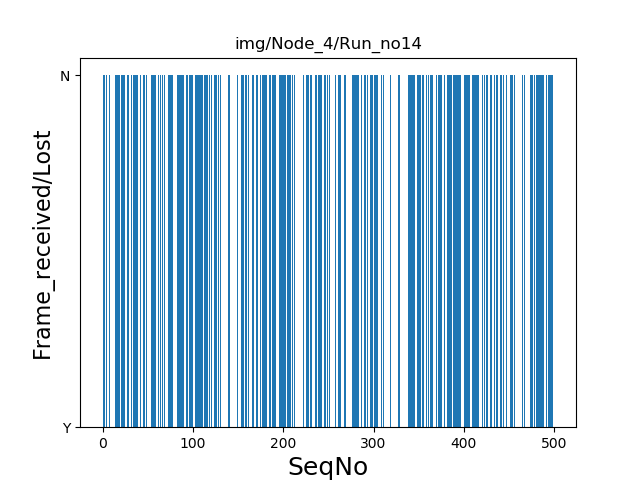 img/Node_4/Run_no14
N
Frame_received/Lost
Y
0 100 200 300 400 500
SeqNo